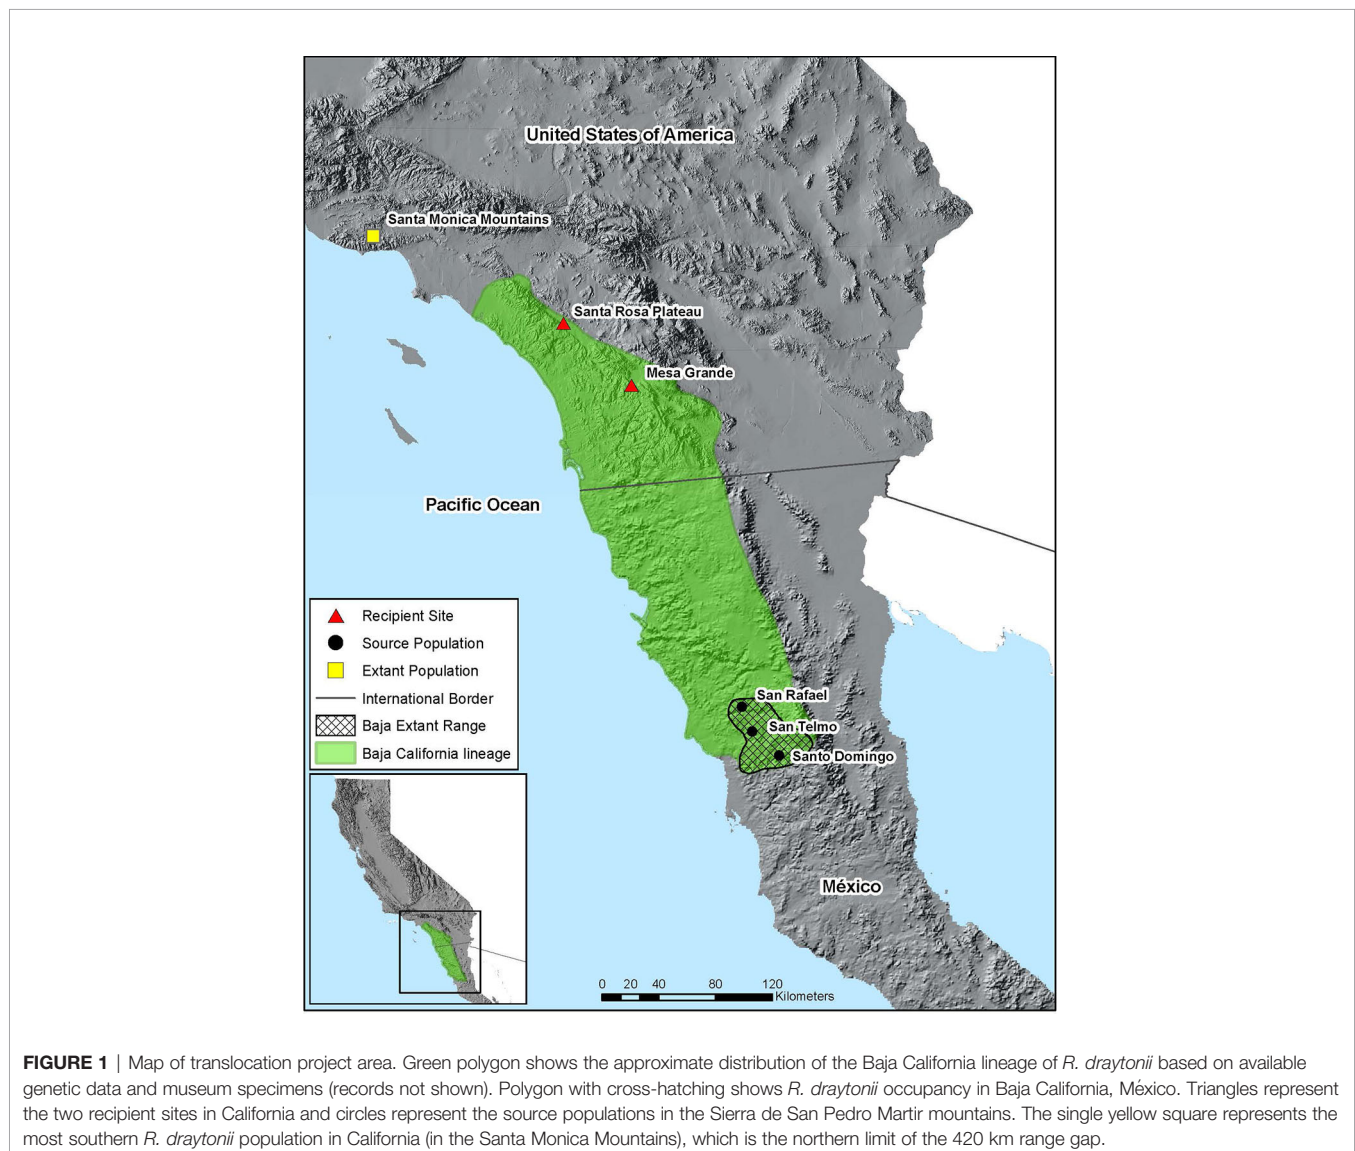 United States of America
Santa Monica Mountains
Santa Rosa Plateau
Mesa Grande
Pacific Ocean
Recipient Site
Source Population
Extant Population
International Border
Baja Extant Range
Baja California lineage
San Rafael
San Telmo
Santo Domingo
México
0 20 40 80 120
Kilometers
FIGURE 1 | Map of translocation project area. Green polygon shows the approximate distribution of the Baja California lineage of R. draytonii based on available
genetic data and museum specimens (records not shown). Polygon with cross-hatching shows R. draytonii occupancy in Baja California, México. Triangles represent
the two recipient sites in California and circles represent the source populations in the Sierra de San Pedro Martir mountains. The single yellow square represents the
most southern R. draytonii population in California (in the Santa Monica Mountains), which is the northern limit of the 420 km range gap.